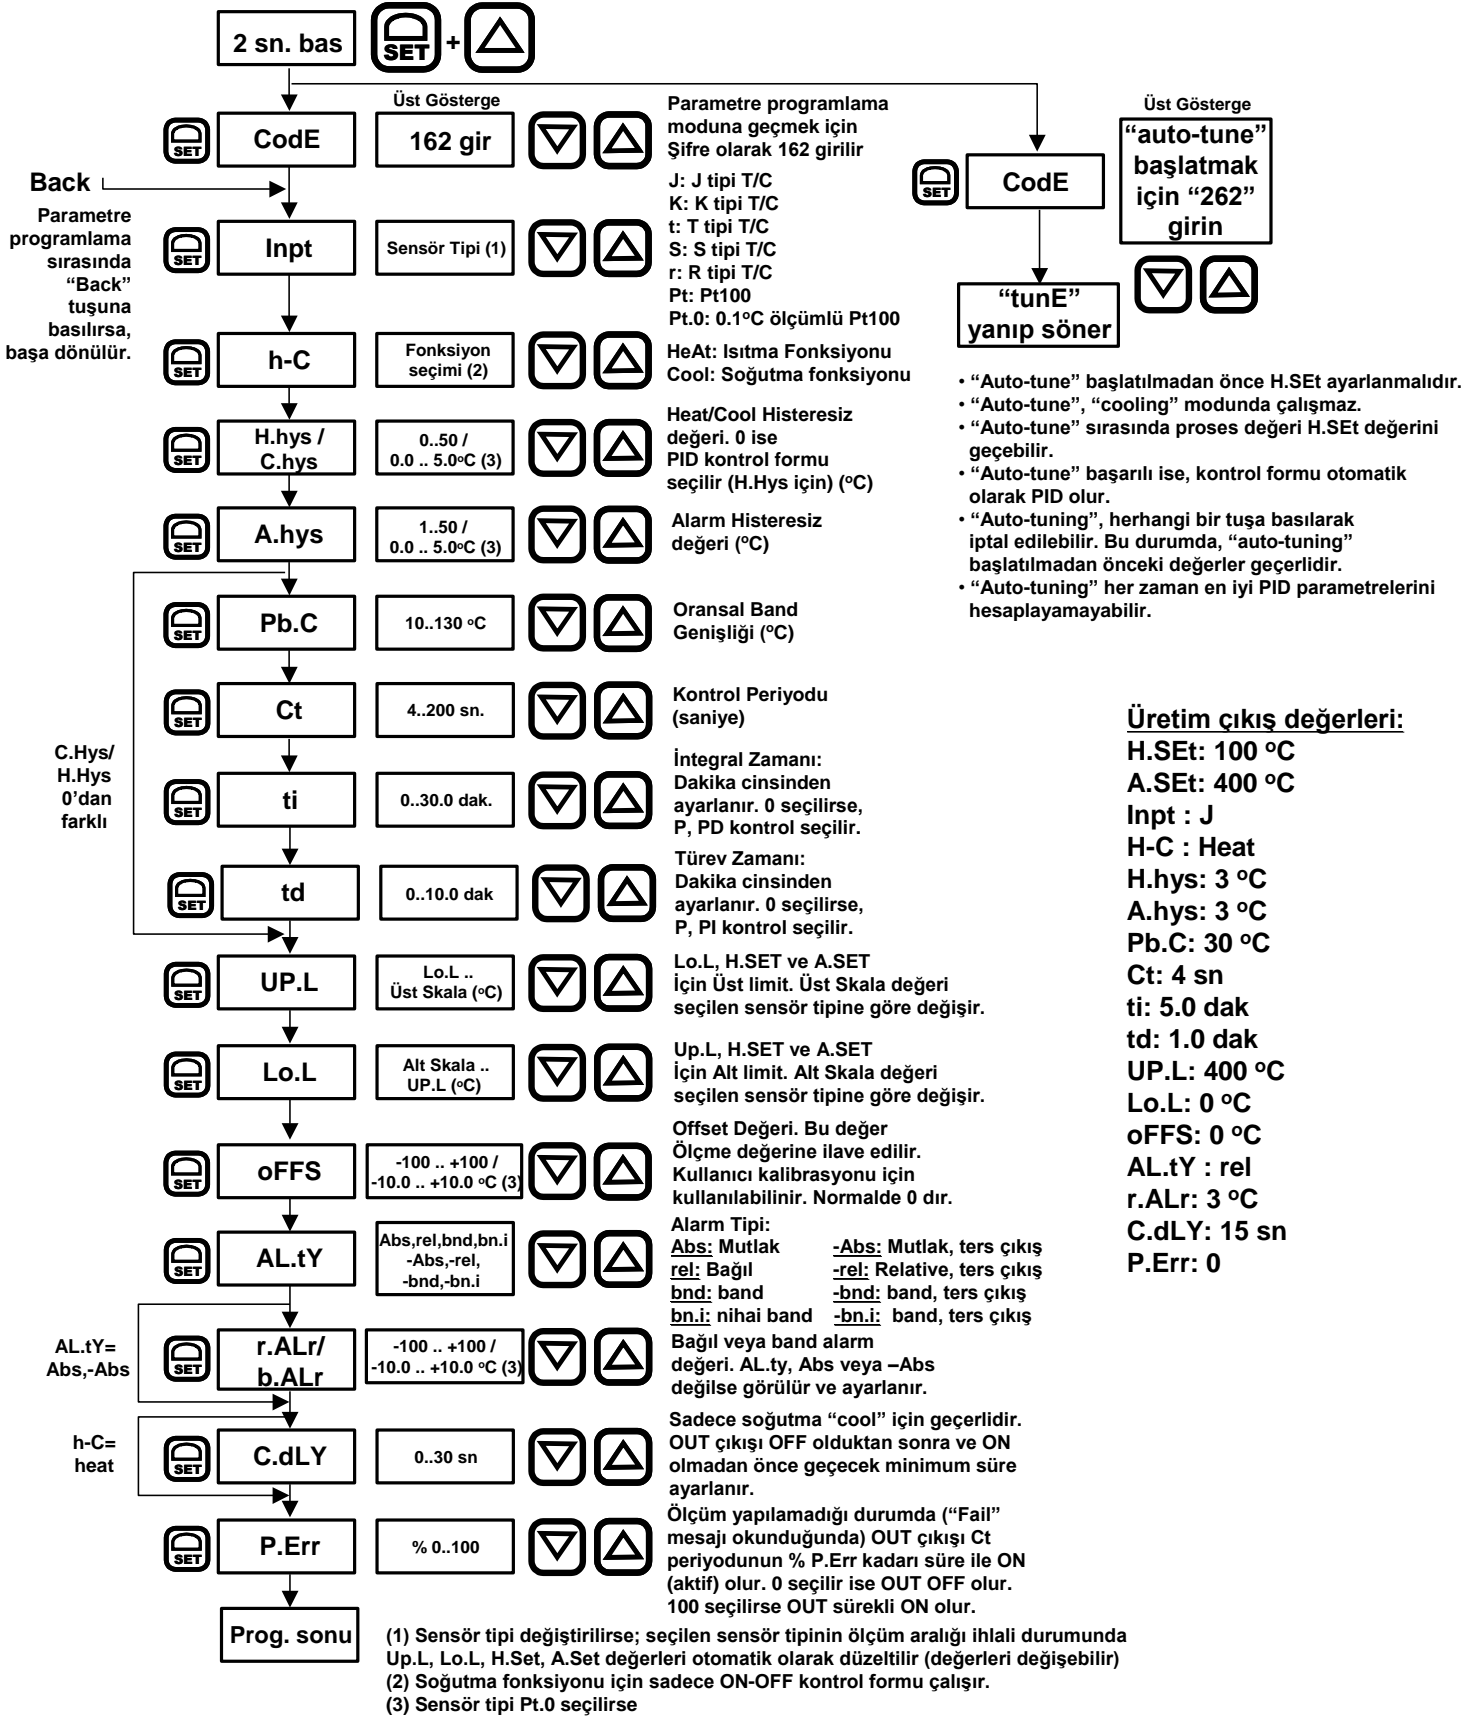 2 sn. bas
SET
+
Üst Gösterge
SET
CodE
162 gir
Parametre programlama
moduna geçmek için
Şifre olarak 162 girilir
Back
Parametre
programlama
sırasında
“Back”
tuşuna
basılırsa,
başa dönülür.
SET
Inpt
Sensör Tipi (1)
J: J tipi T/C
K: K tipi T/C
t: T tipi T/C
S: S tipi T/C
r: R tipi T/C
Pt: Pt100
Pt.0: 0.1ºC ölçümlü Pt100
SET
h-C
Fonksiyon
seçimi (2)
HeAt: Isıtma Fonksiyonu
Cool: Soğutma fonksiyonu
SET
H.hys /
C.hys
0..50 /
0.0 .. 5.0ºC (3)
Heat/Cool Histeresiz
değeri. 0 ise
PID kontrol formu
seçilir (H.Hys için) (ºC)
SET
A.hys
1..50 /
0.0 .. 5.0ºC (3)
Alarm Histeresiz
değeri (ºC)
SET
Pb.C
10..130 ºC
Oransal Band
Genişliği (ºC)
SET
Ct
4..200 sn.
Kontrol Periyodu
(saniye)
C.Hys/
H.Hys
0’dan
farklı
SET
ti
0..30.0 dak.
İntegral Zamanı:
Dakika cinsinden
ayarlanır. 0 seçilirse,
P, PD kontrol seçilir.
SET
td
0..10.0 dak
Türev Zamanı:
Dakika cinsinden
ayarlanır. 0 seçilirse,
P, PI kontrol seçilir.
SET
UP.L
Lo.L ..
Üst Skala (ºC)
Lo.L, H.SET ve A.SET
İçin Üst limit. Üst Skala değeri
seçilen sensör tipine göre değişir.
SET
Lo.L
Alt Skala ..
UP.L (ºC)
Up.L, H.SET ve A.SET
İçin Alt limit. Alt Skala değeri
seçilen sensör tipine göre değişir.
SET
oFFS
-100 .. +100 /
-10.0 .. +10.0 ºC (3)
Offset Değeri. Bu değer
Ölçme değerine ilave edilir.
Kullanıcı kalibrasyonu için
kullanılabilinir. Normalde 0 dır.
SET
AL.tY
Abs,rel,bnd,bn.i
-Abs,-rel,
-bnd,-bn.i
Alarm Tipi:
Abs: Mutlak -Abs: Mutlak, ters çıkış
rel: Bağıl -rel: Relative, ters çıkış
bnd: band -bnd: band, ters çıkış
bn.i: nihai band -bn.i: band, ters çıkış
AL.tY=
Abs,-Abs
SET
r.ALr/
b.ALr
-100 .. +100 /
-10.0 .. +10.0 ºC (3)
Bağıl veya band alarm
değeri. AL.ty, Abs veya –Abs
değilse görülür ve ayarlanır.
h-C=
heat
SET
C.dLY
0..30 sn
Sadece soğutma “cool” için geçerlidir.
OUT çıkışı OFF olduktan sonra ve ON
olmadan önce geçecek minimum süre
ayarlanır.
SET
P.Err
% 0..100
Ölçüm yapılamadığı durumda (“Fail”
mesajı okunduğunda) OUT çıkışı Ct
periyodunun % P.Err kadarı süre ile ON
(aktif) olur. 0 seçilir ise OUT OFF olur.
100 seçilirse OUT sürekli ON olur.
Prog. sonu
(1) Sensör tipi değiştirilirse; seçilen sensör tipinin ölçüm aralığı ihlali durumunda
Up.L, Lo.L, H.Set, A.Set değerleri otomatik olarak düzeltilir (değerleri değişebilir)
(2) Soğutma fonksiyonu için sadece ON-OFF kontrol formu çalışır.
(3) Sensör tipi Pt.0 seçilirse
Üst Gösterge
SET
CodE
“auto-tune”
başlatmak
için “262”
girin
“tunE”
yanıp söner
• “Auto-tune” başlatılmadan önce H.SEt ayarlanmalıdır.
• “Auto-tune”, “cooling” modunda çalışmaz.
• “Auto-tune” sırasında proses değeri H.SEt değerini
geçebilir.
• “Auto-tune” başarılı ise, kontrol formu otomatik
olarak PID olur.
• “Auto-tuning”, herhangi bir tuşa basılarak
iptal edilebilir. Bu durumda, “auto-tuning”
başlatılmadan önceki değerler geçerlidir.
• “Auto-tuning” her zaman en iyi PID parametrelerini
hesaplayamayabilir.
Üretim çıkış değerleri:
H.SEt: 100 ºC
A.SEt: 400 ºC
Inpt : J
H-C : Heat
H.hys: 3 ºC
A.hys: 3 ºC
Pb.C: 30 ºC
Ct: 4 sn
ti: 5.0 dak
td: 1.0 dak
UP.L: 400 ºC
Lo.L: 0 ºC
oFFS: 0 ºC
AL.tY : rel
r.ALr: 3 ºC
C.dLY: 15 sn
P.Err: 0